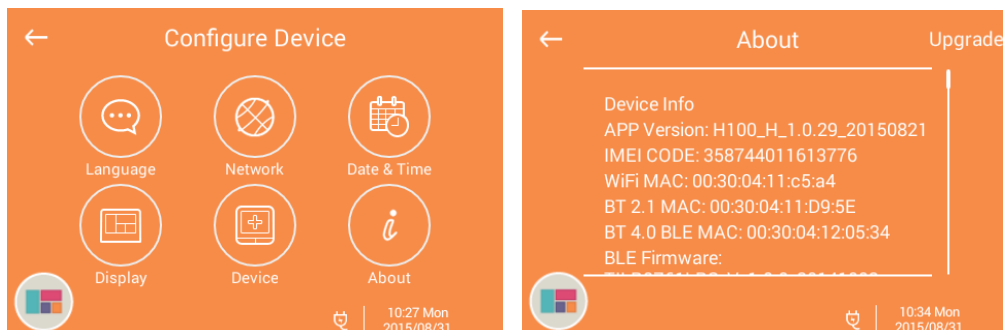 Configure Device
Language
Network
Date & Time
Display
Device
About
10:27 Mon
2015/08/31
About
Upgrade
Device Info
APP Version: H100_H_1.0.29_20150821
IMEI CODE: 358744011613776
WiFi MAC: 00:30:04:11:c5:a4
BT 2.1 MAC: 00:30:04:11:D9:5E
BT 4.0 BLE MAC: 00:30:04:12:05:34
BLE Firmware:
10:34 Mon
2015/08/31